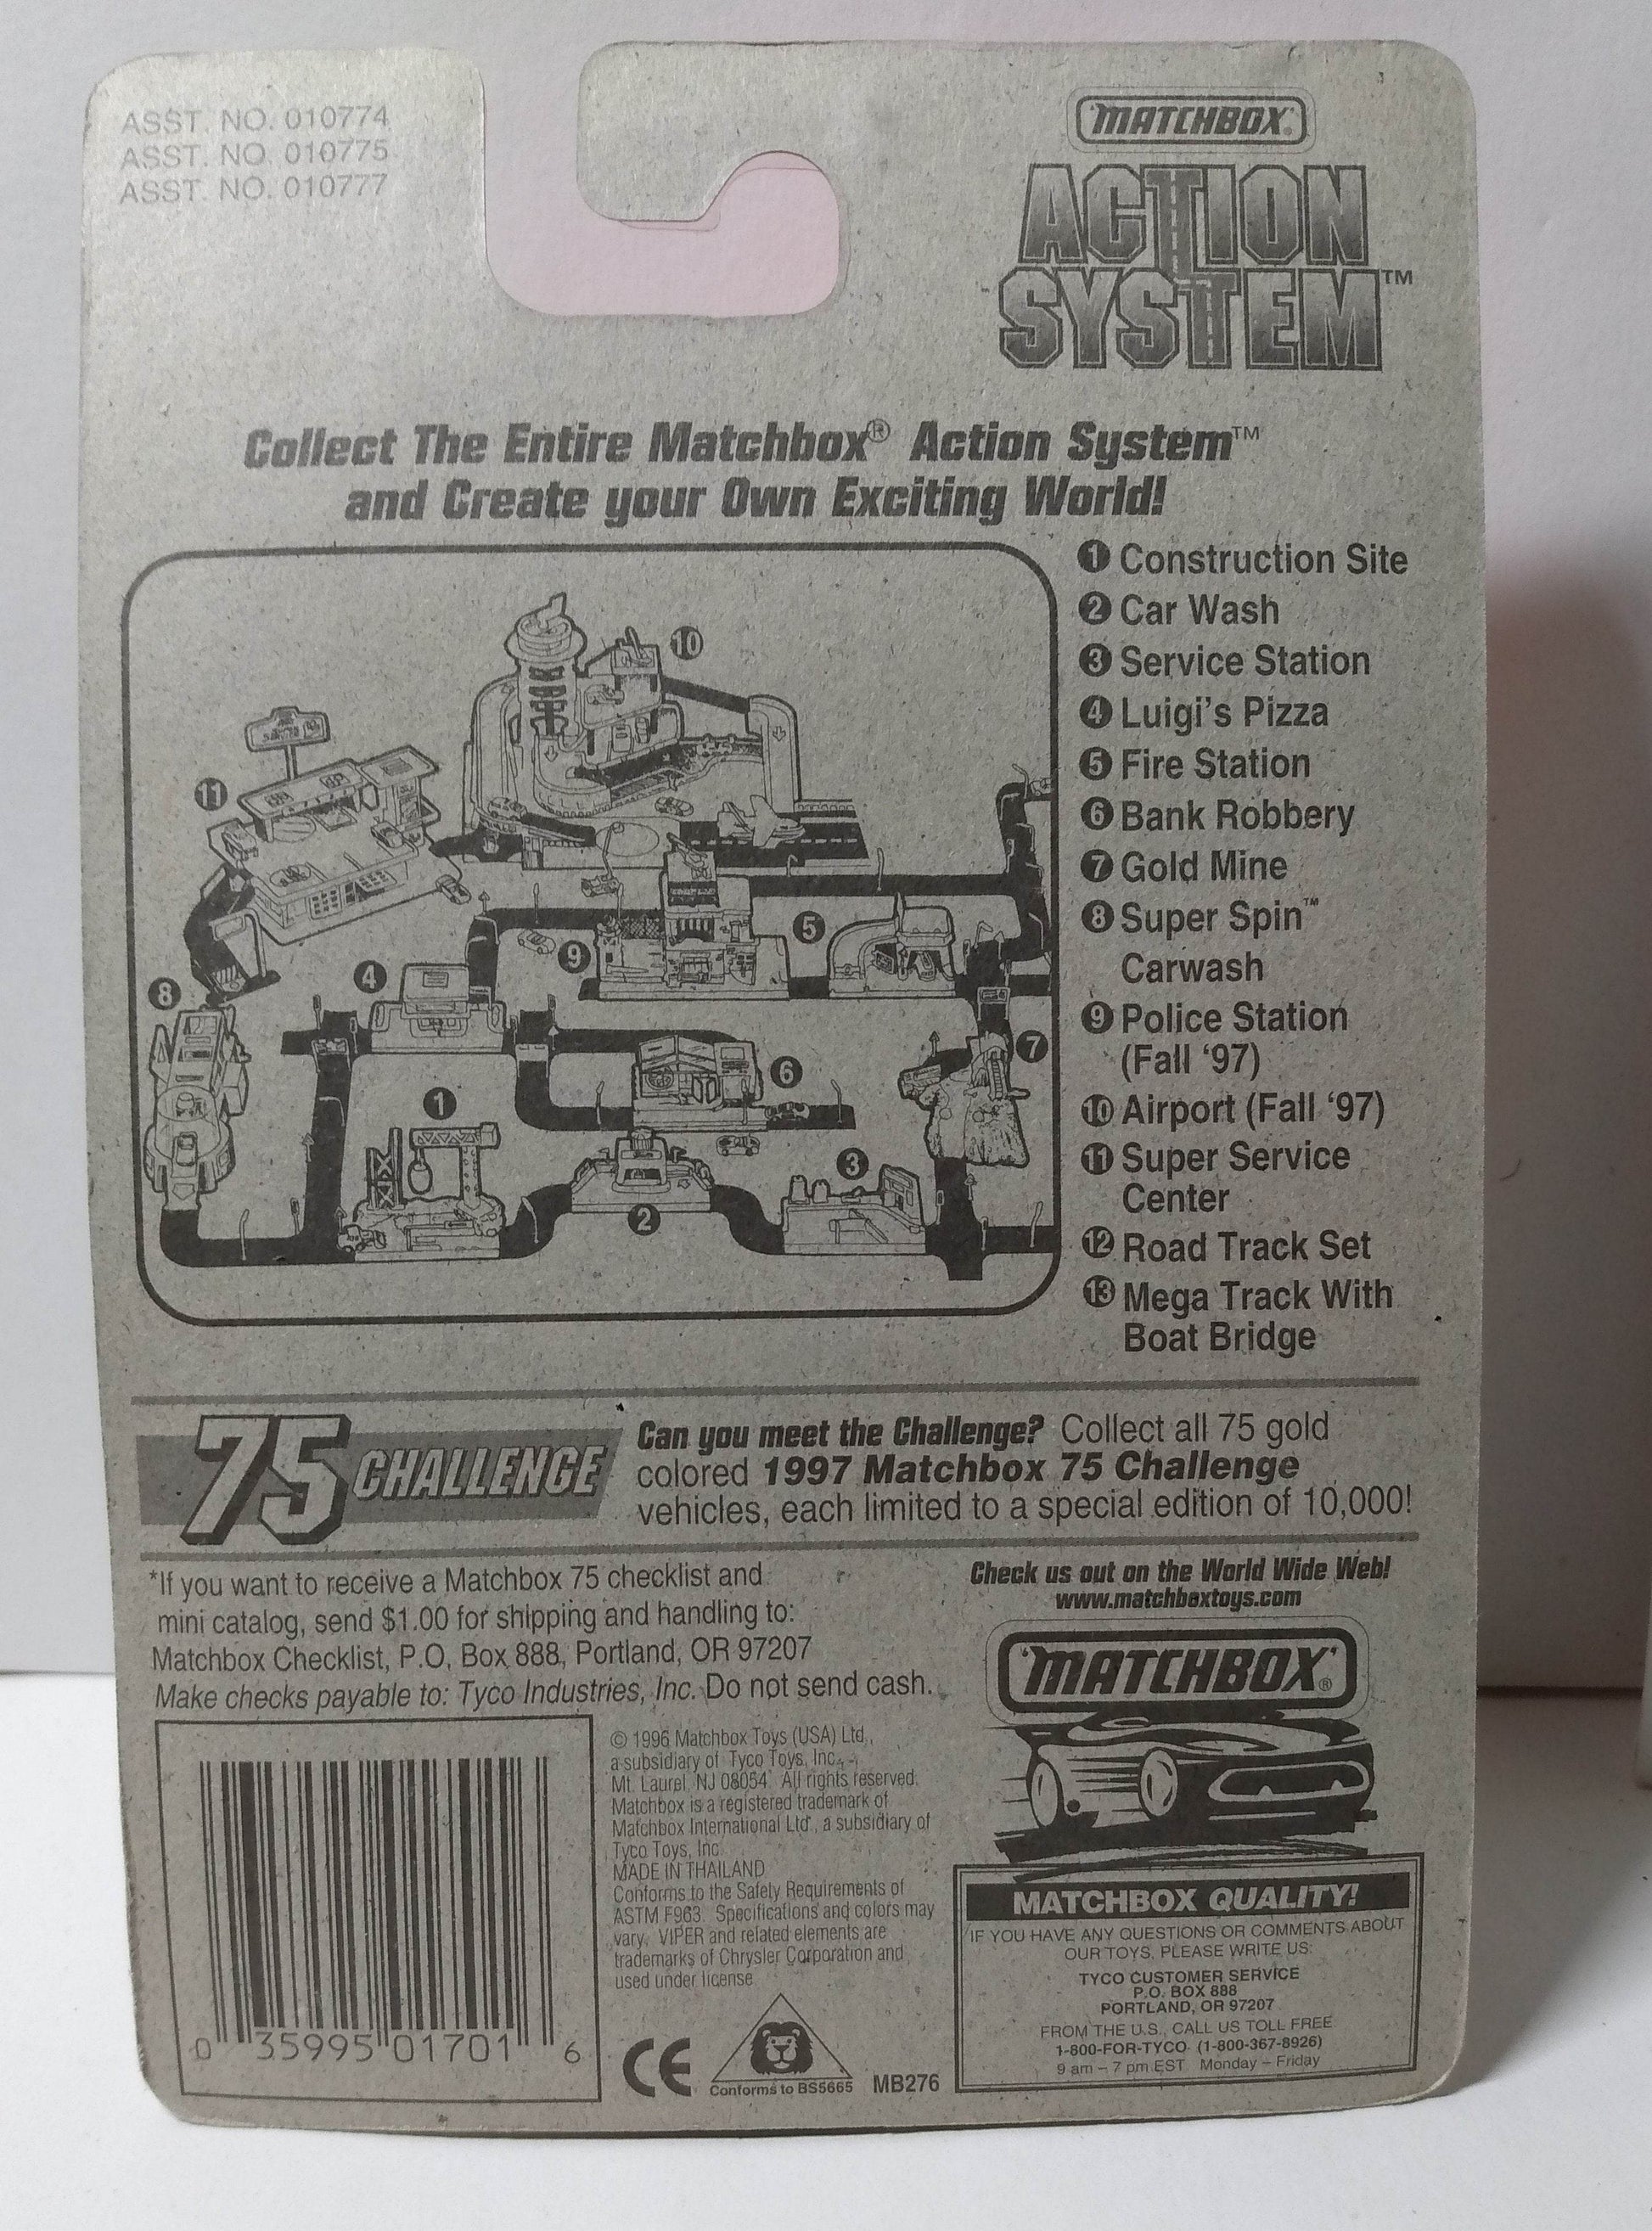 ASST. NO. 010774
ASST. NO. 010775
ASST. NO. 010777
MATCHBOX®
ACTION
SYSTEM™
Collect The Entire Matchbox® Action System™
and Create your Own Exciting World!
1 Construction Site
2 Car Wash
3 Service Station
4 Luigi's Pizza
5 Fire Station
6 Bank Robbery
7 Gold Mine
8 Super Spin™
Carwash
9 Police Station
(Fall '97)
10 Airport (Fall '97)
11 Super Service
Center
12 Road Track Set
13 Mega Track With
Boat Bridge
10
11
5
9
4
8
7
6
1
3
2
75 CHALLENGE
Can you meet the Challenge? Collect all 75 gold
colored 1997 Matchbox 75 Challenge
vehicles, each limited to a special edition of 10,000!
*If you want to receive a Matchbox 75 checklist and
mini catalog, send $1.00 for shipping and handling to:
Matchbox Checklist, P.O. Box 888, Portland, OR 97207
Make checks payable to: Tyco Industries, Inc. Do not send cash.
Check us out on the World Wide Web!
www.matchboxtoys.com
MATCHBOX®
© 1996 Matchbox Toys (USA) Ltd.,
a subsidiary of Tyco Toys, Inc.,
Mt. Laurel, NJ 08054. All rights reserved.
Matchbox is a registered trademark of
Matchbox International Ltd., a subsidiary of
Tyco Toys, Inc.
MADE IN THAILAND
Conforms to the Safety Requirements of
ASTM F963. Specifications and colors may
vary. VIPER and related elements are
trademarks of Chrysler Corporation and
used under license.
0 35995 01701 6
CE
Conforms to BS5665
MB276
MATCHBOX QUALITY!
IF YOU HAVE ANY QUESTIONS OR COMMENTS ABOUT
OUR TOYS, PLEASE WRITE US:
TYCO CUSTOMER SERVICE
P.O. BOX 888
PORTLAND, OR 97207
FROM THE U.S., CALL US TOLL FREE
1-800-FOR-TYCO (1-800-367-8926)
9 am – 7 pm EST Monday – Friday